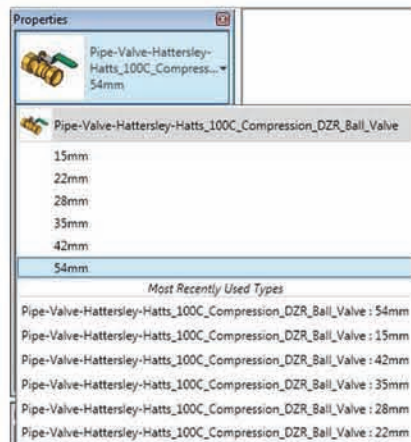 Properties
Pipe-Valve-Hattersley-
Hatts_100C_Compress...
54mm
Pipe-Valve-Hattersley-Hatts_100C_Compression_DZR_Ball_Valve
15mm
22mm
28mm
35mm
42mm
54mm
Most Recently Used Types
Pipe-Valve-Hattersley-Hatts_100C_Compression_DZR_Ball_Valve : 54mm
Pipe-Valve-Hattersley-Hatts_100C_Compression_DZR_Ball_Valve : 15mm
Pipe-Valve-Hattersley-Hatts_100C_Compression_DZR_Ball_Valve : 42mm
Pipe-Valve-Hattersley-Hatts_100C_Compression_DZR_Ball_Valve : 35mm
Pipe-Valve-Hattersley-Hatts_100C_Compression_DZR_Ball_Valve : 28mm
Pipe-Valve-Hattersley-Hatts_100C_Compression_DZR_Ball_Valve : 22mm